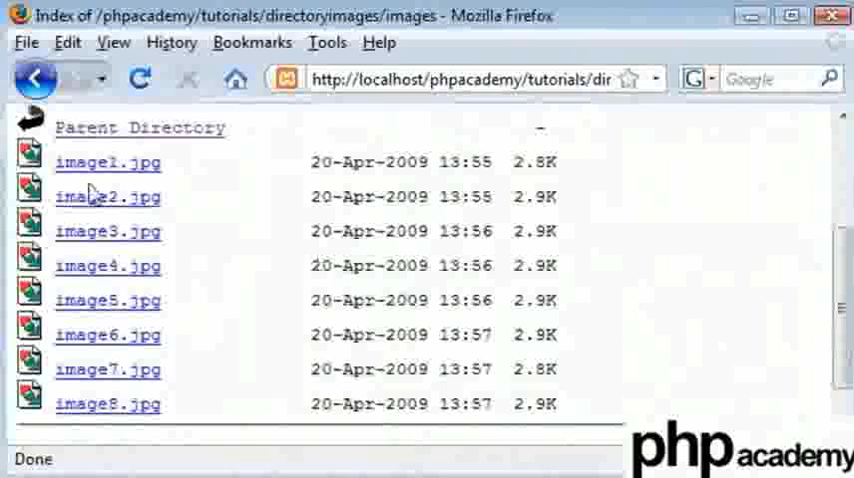 Index of /phpacademy/tutorials/directoryimages/images - Mozilla Firefox
File Edit View History Bookmarks Tools Help
http://localhost/phpacademy/tutorials/dir G Google
Parent Directory -
image1.jpg 20-Apr-2009 13:55 2.8K
image2.jpg 20-Apr-2009 13:55 2.9K
image3.jpg 20-Apr-2009 13:56 2.9K
image4.jpg 20-Apr-2009 13:56 2.9K
image5.jpg 20-Apr-2009 13:56 2.9K
image6.jpg 20-Apr-2009 13:57 2.9K
image7.jpg 20-Apr-2009 13:57 2.8K
image8.jpg 20-Apr-2009 13:57 2.9K
Done
php academy